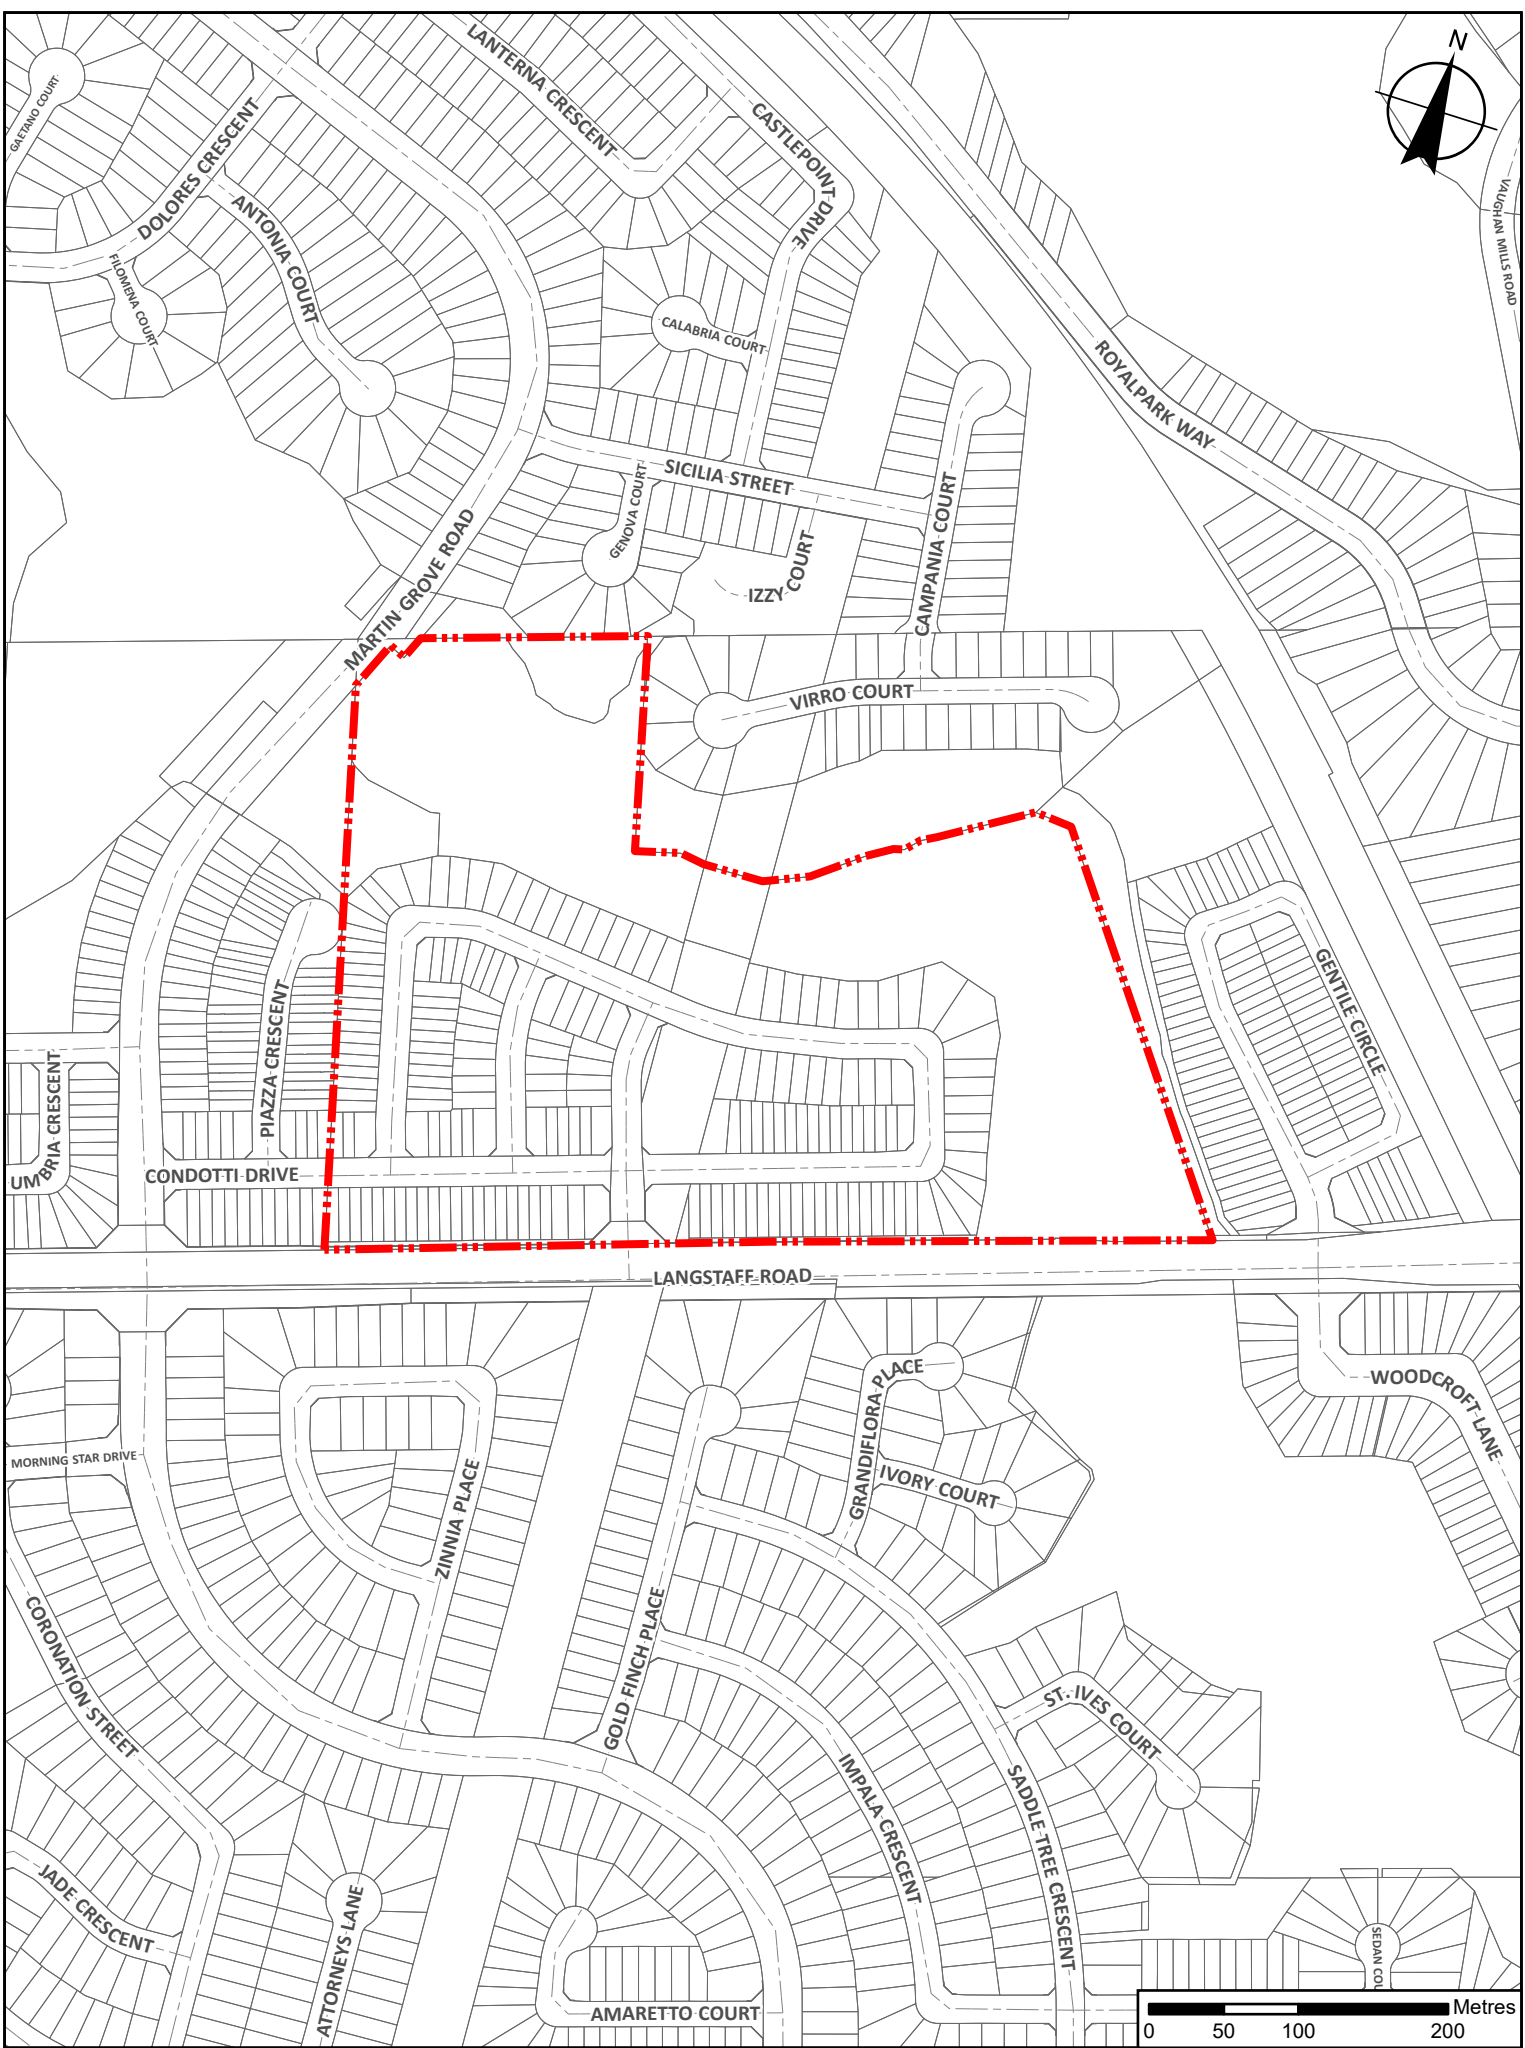 N
LANTERNA CRESCENT
CASTLEPOINT DRIVE
GAETANO COURT
DOLORES CRESCENT
ANTONIA COURT
FILOMENA COURT
VAUGHAN MILLS ROAD
CALABRIA COURT
ROYALPARK WAY
SICILIA STREET
GENOVA COURT
CAMPANIA COURT
IZZY COURT
MARTIN GROVE ROAD
VIRRO COURT
GENTILE CIRCLE
PIAZZA CRESCENT
UMBRIA CRESCENT
CONDOTTI DRIVE
LANGSTAFF ROAD
GRANDIFLORA PLACE
WOODCROFT LANE
MORNING STAR DRIVE
IVORY COURT
ZINNIA PLACE
CORONATION STREET
GOLD FINCH PLACE
ST. IVES COURT
IMPALA CRESCENT
SADDLE TREE CRESCENT
JADE CRESCENT
ATTORNEYS LANE
SEDAN COU
AMARETTO COURT
Metres
0 50 100 200